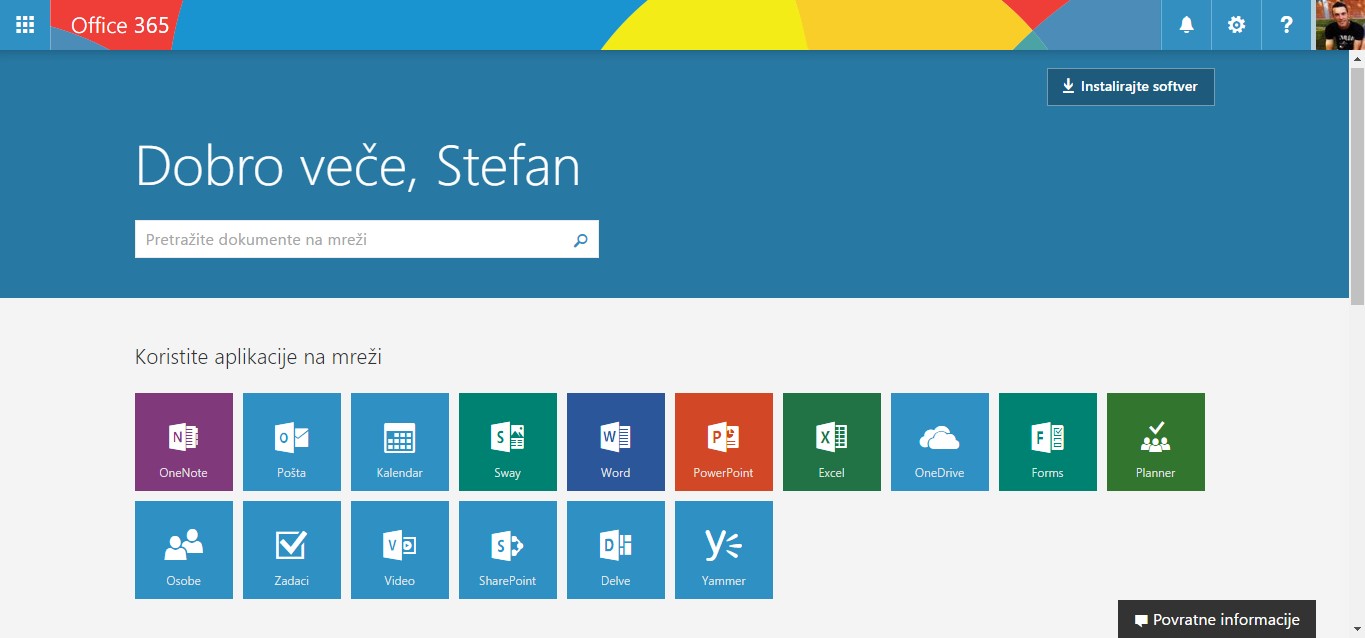 Office 365
?
Instalirajte softver
Dobro veče, Stefan
Pretražite dokumente na mreži
Koristite aplikacije na mreži
N O S W P X F
OneNote Pošta Kalendar Sway Word PowerPoint Excel OneDrive Forms Planner
V S D
Osobe Zadaci Video SharePoint Delve Yammer
Povratne informacije